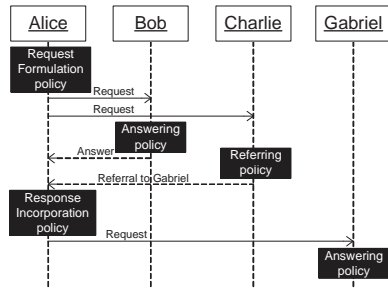 Alice Bob Charlie Gabriel
Request
Formulation
policy
Request
Request
Answering
policy
Answer
Referring
policy
Referral to Gabriel
Response
Incorporation
policy
Request
Answering
policy